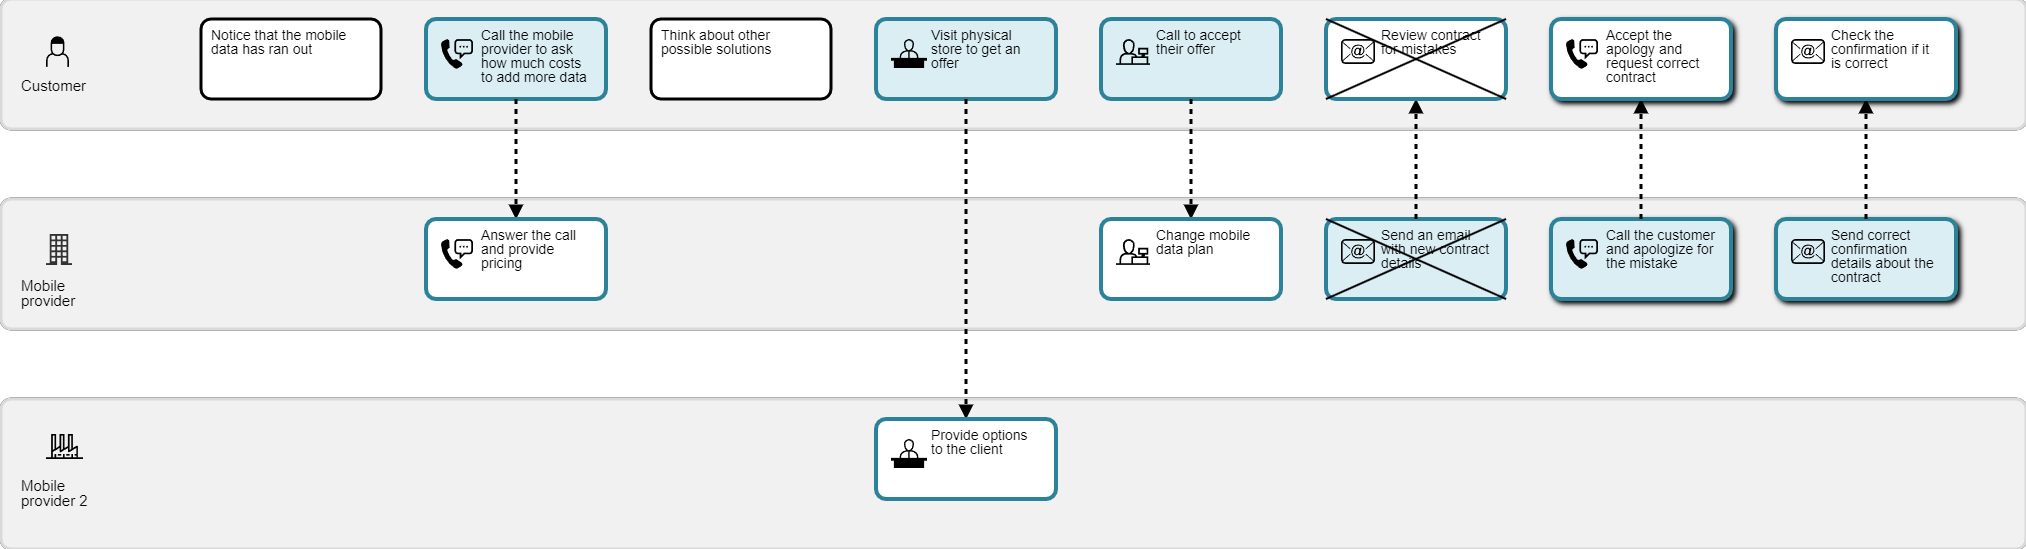 Customer
Notice that the mobile
data has ran out
Call the mobile
provider to ask
how much costs
to add more data
Think about other
possible solutions
Visit physical
store to get an
offer
Call to accept
their offer
Review contract
for mistakes
Accept the
apology and
request correct
contract
Check the
confirmation if it
is correct
Mobile
provider
Answer the call
and provide
pricing
Change mobile
data plan
Send an email
with new contract
details
Call the customer
and apologize for
the mistake
Send correct
confirmation
details about the
contract
Mobile
provider 2
Provide options
to the client